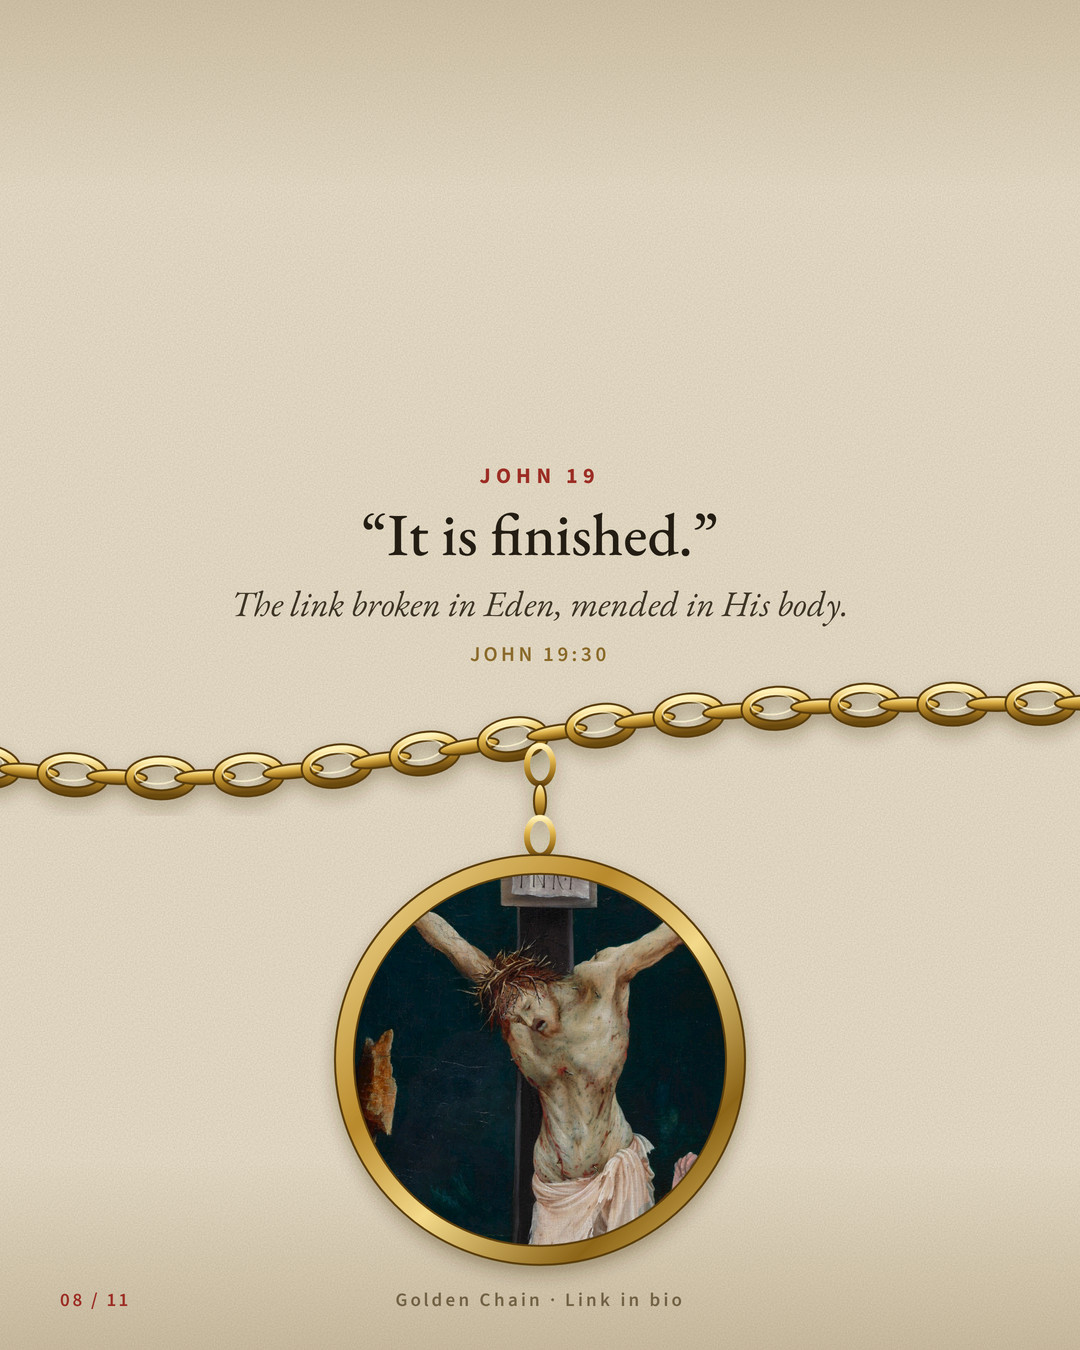 JOHN 19
“It is finished.”
The link broken in Eden, mended in His body.
JOHN 19:30
08 / 11
Golden Chain · Link in bio